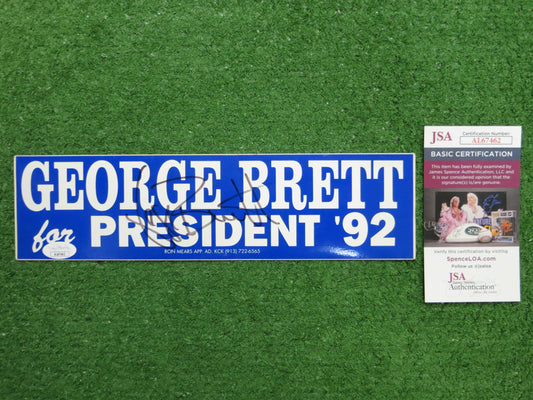 GEORGE BRETT
for PRESIDENT '92
RON MEARS APP. AD. KCK (913) 722-6565
JSA
Certification Number
AL67462
BASIC CERTIFICATION
This item has been fully examined by
James Spence Authentication, LLC and
it is our considered opinion that the
signature(s) is/are genuine.
Verify this certification by visiting
SpenceLOA.com
Follow us @jsaloa
JSA
Authentication